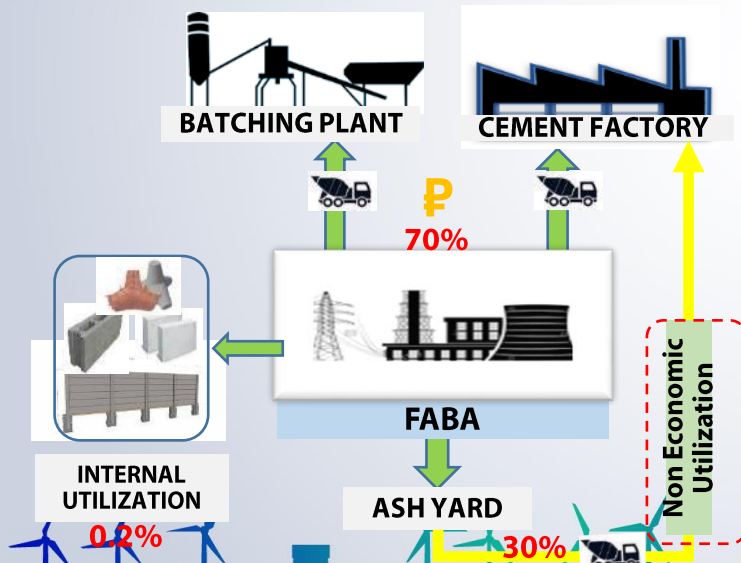 BATCHING PLANT
CEMENT FACTORY
₽
70%
FABA
Non Economic
Utilization
INTERNAL
UTILIZATION
0.2%
ASH YARD
30%